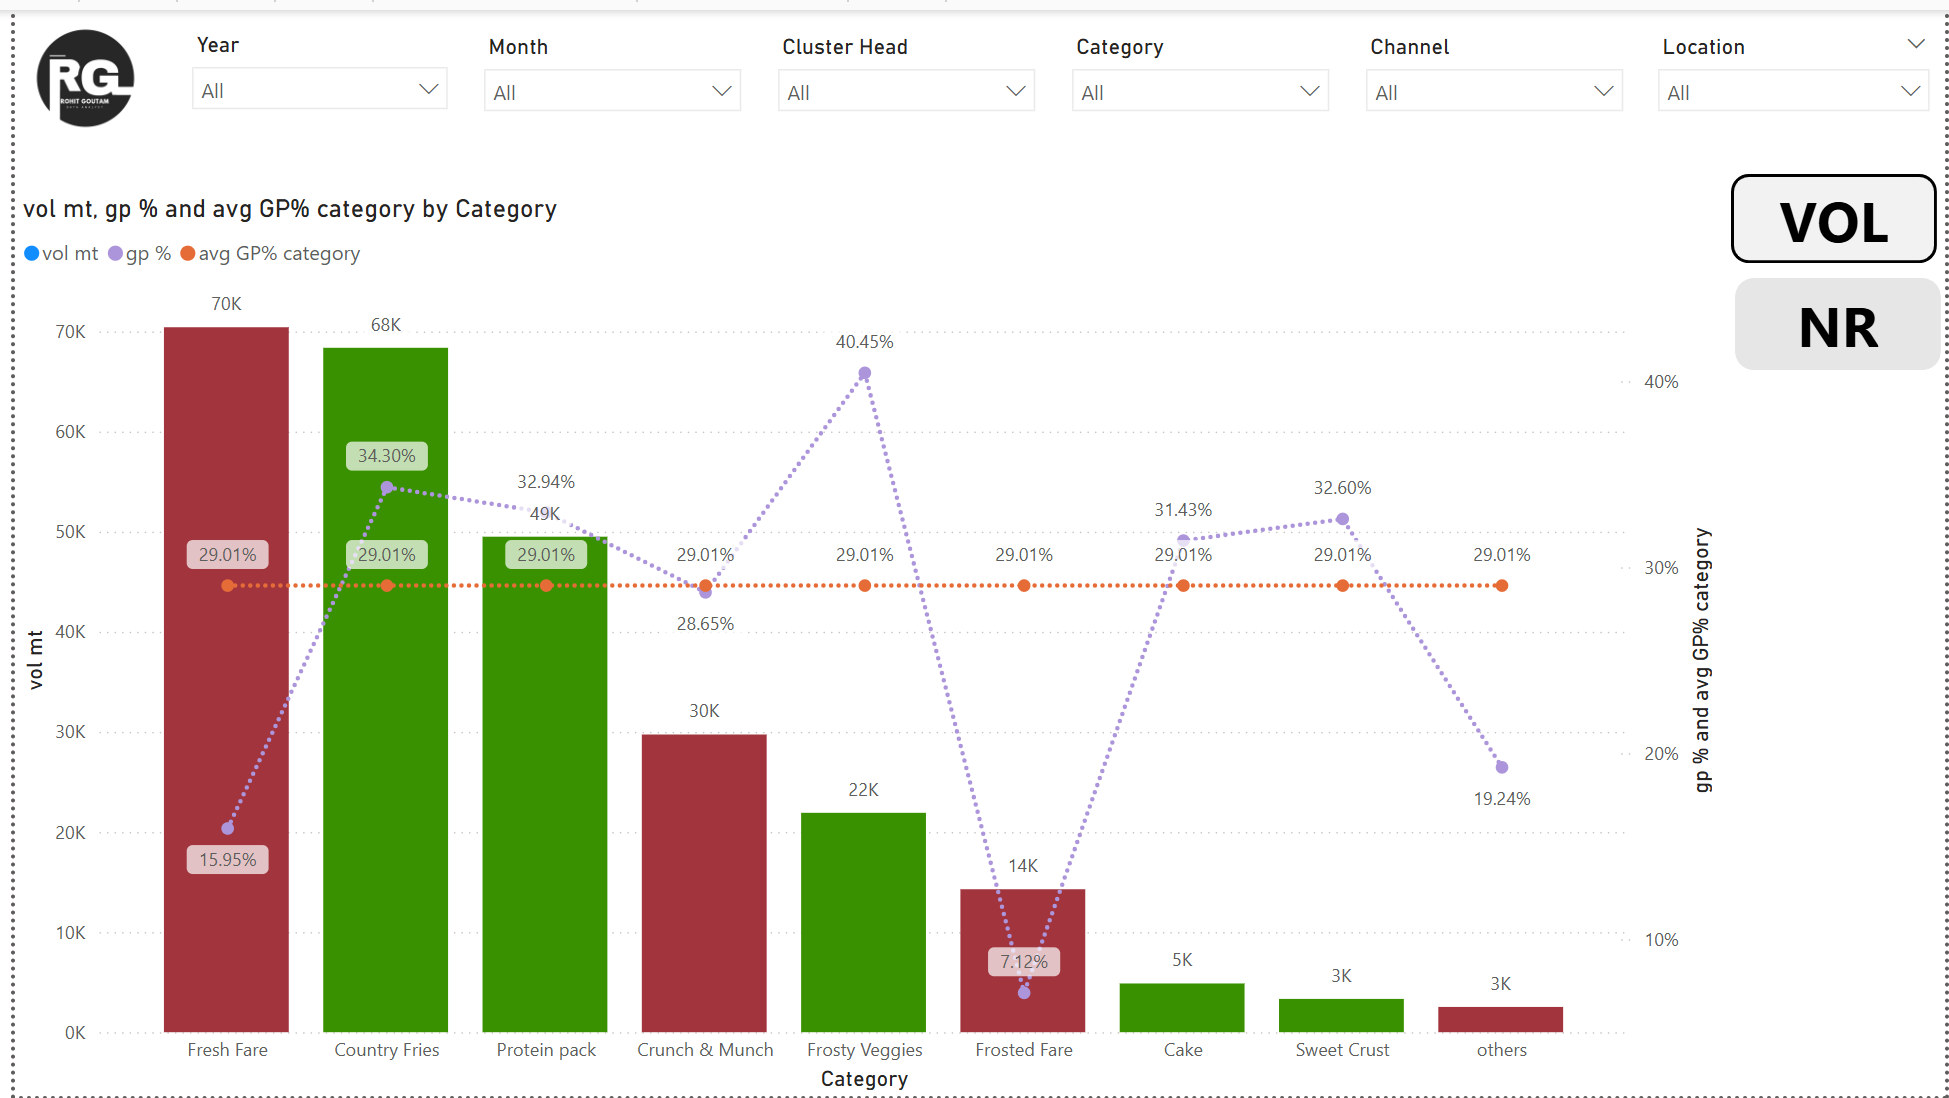 RG
ROHIT GOUTAM
DATA ANALYST
Year
All
Month
All
Cluster Head
All
Category
All
Channel
All
Location
All
VOL
NR
vol mt, gp % and avg GP% category by Category
vol mt gp % avg GP% category
vol mt
70K
60K
50K
40K
30K
20K
10K
0K
70K
68K
49K
30K
22K
14K
5K
3K
3K
15.95%
34.30%
32.94%
28.65%
40.45%
7.12%
31.43%
32.60%
19.24%
29.01%
29.01%
29.01%
29.01%
29.01%
29.01%
29.01%
29.01%
29.01%
40%
30%
20%
10%
gp % and avg GP% category
Fresh Fare
Country Fries
Protein pack
Crunch & Munch
Frosty Veggies
Frosted Fare
Cake
Sweet Crust
others
Category